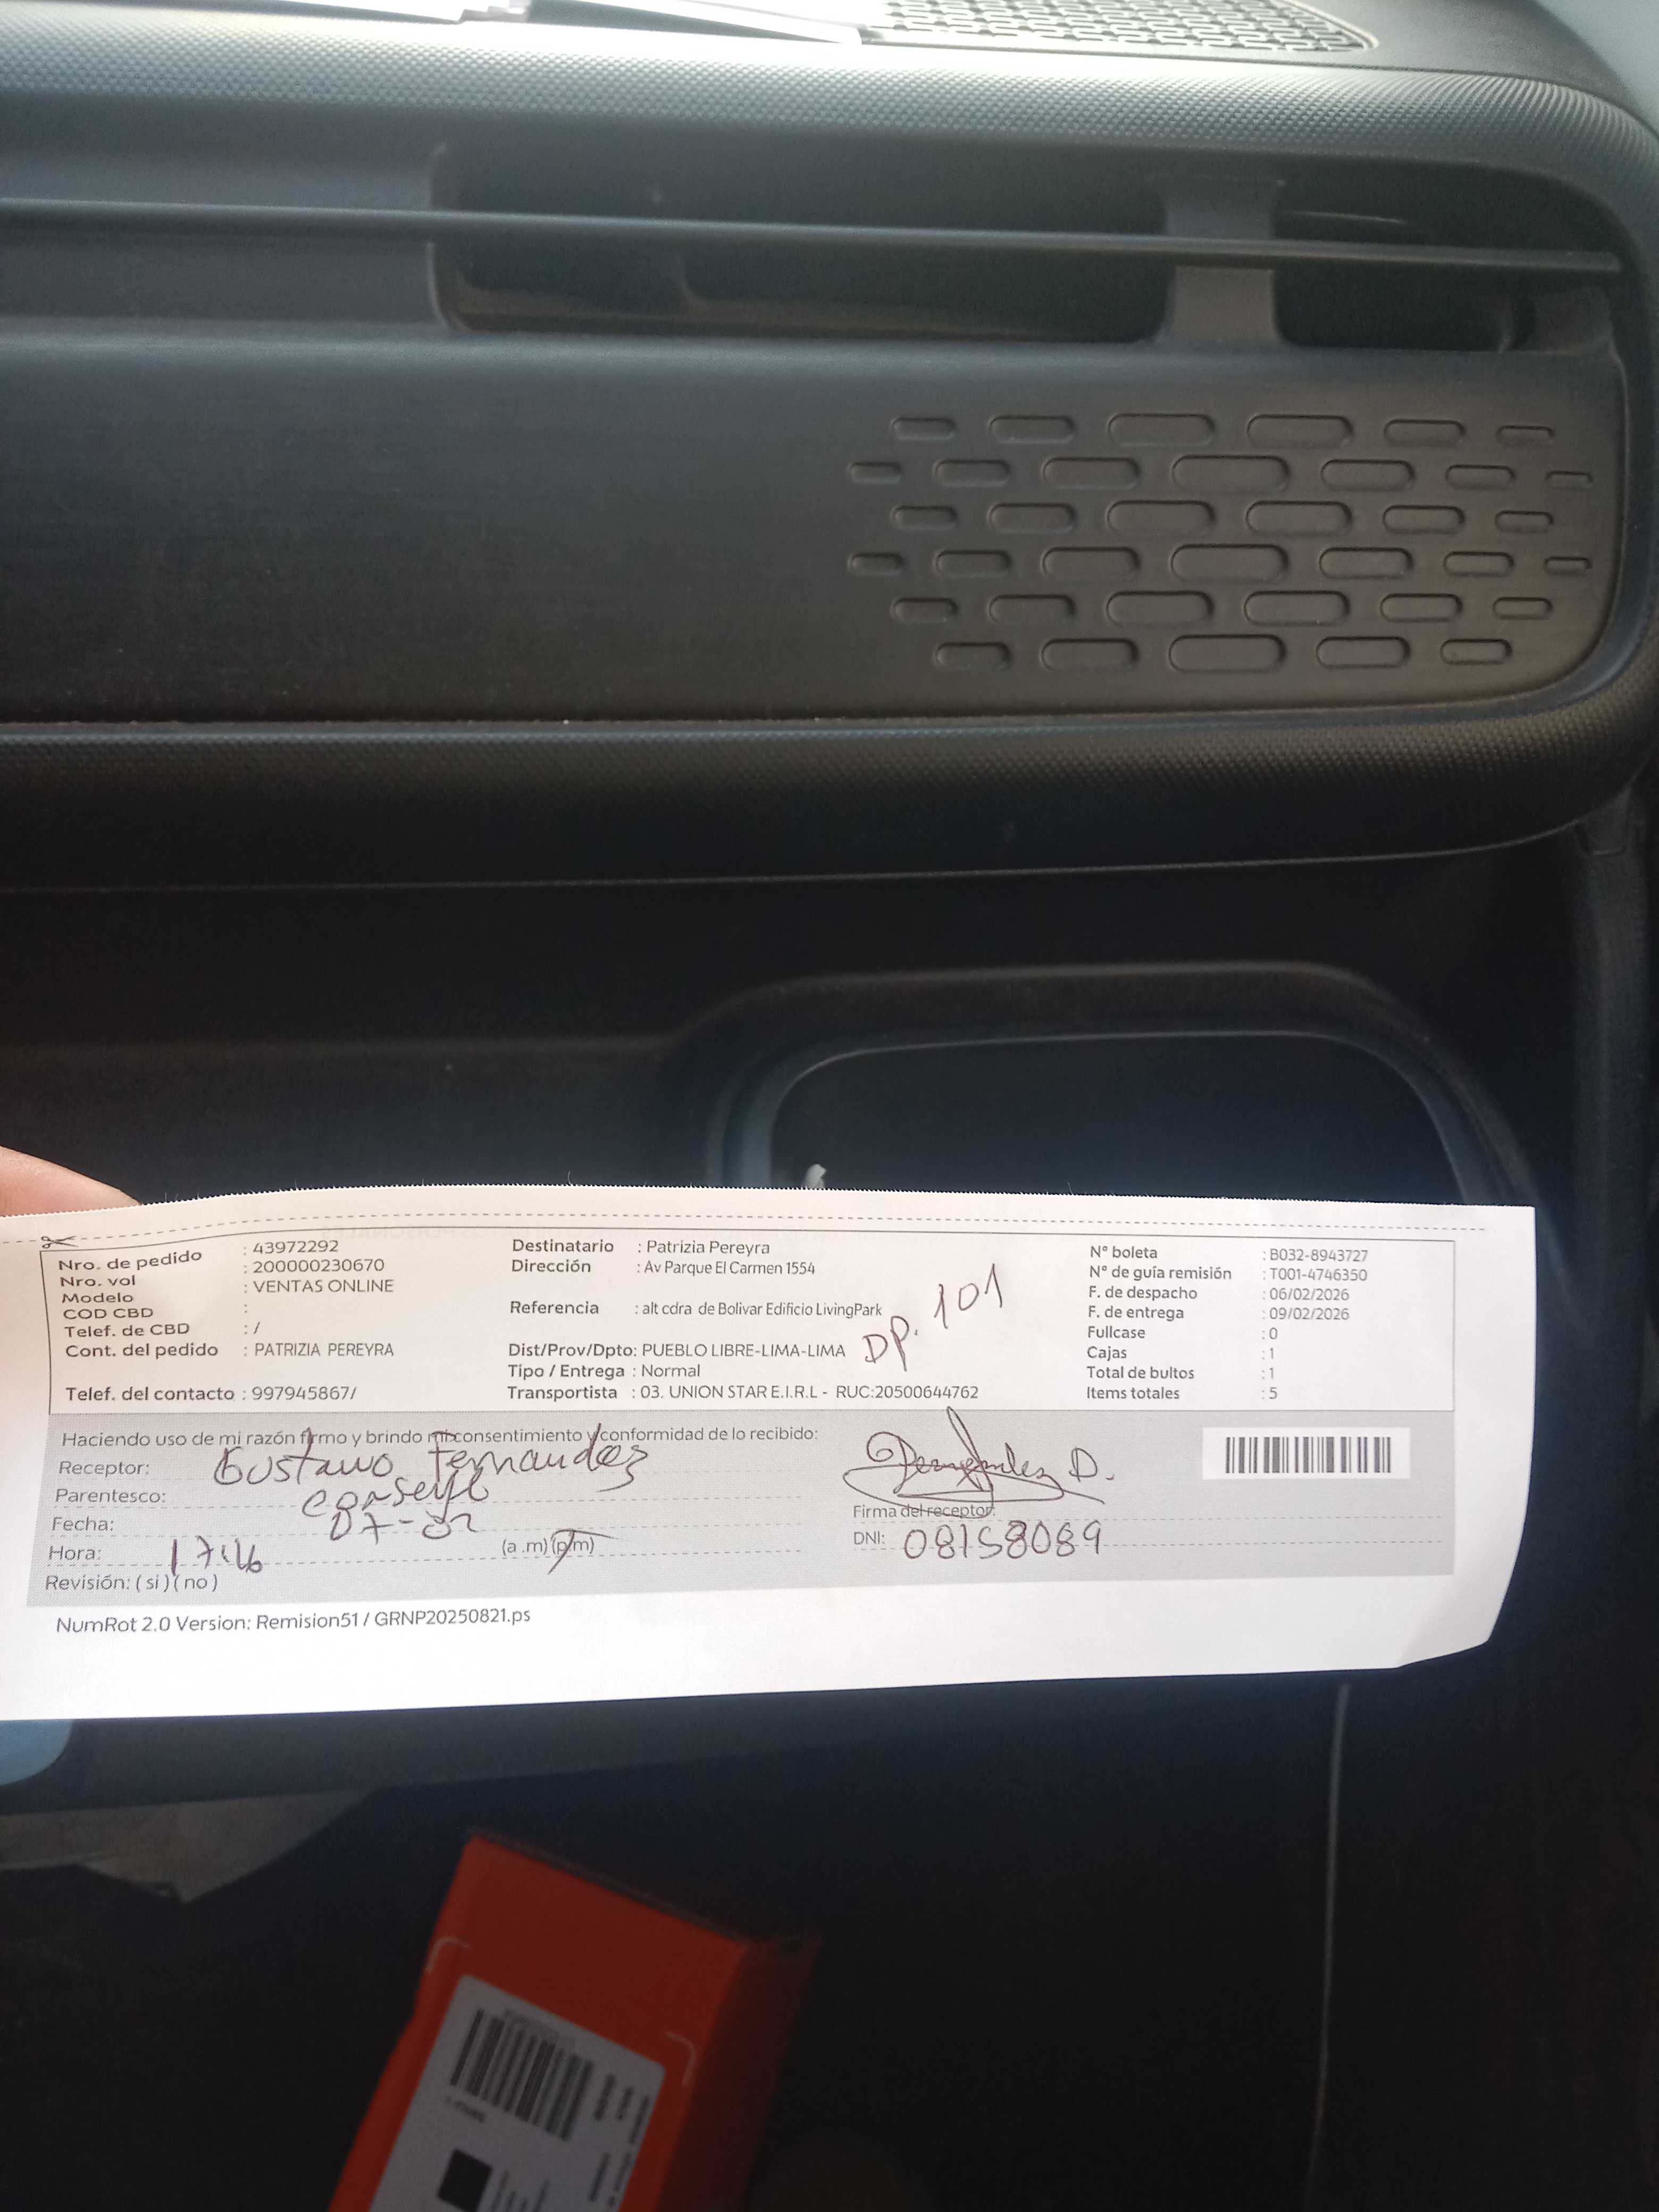 Nro. de pedido : 43972292
Nro. vol : 200000230670
Modelo : VENTAS ONLINE
COD CBD :
Telef. de CBD : /
Cont. del pedido : PATRIZIA PEREYRA
Telef. del contacto : 997945867/
Destinatario : Patrizia Pereyra
Dirección : Av Parque El Carmen 1554
Referencia : alt cdra de Bolivar Edificio LivingPark
DP. 101
Dist/Prov/Dpto: PUEBLO LIBRE-LIMA-LIMA
Tipo / Entrega : Normal
Transportista : 03. UNION STAR E.I.R.L - RUC:20500644762
N° boleta : B032-8943727
N° de guía remisión : T001-4746350
F. de despacho : 06/02/2026
F. de entrega : 09/02/2026
Fullcase : 0
Cajas : 1
Total de bultos : 1
Items totales : 5
Haciendo uso de mi razón firmo y brindo mi consentimiento y conformidad de lo recibido:
Receptor: Gustavo Fernandez
Parentesco: conserje
Fecha: 07-02
Hora: 17:16 (a .m) (p/m)
Revisión: ( si ) ( no )
Fernandez D.
Firma del receptor:
DNI: 08158089
NumRot 2.0 Version: Remision51 / GRNP20250821.ps